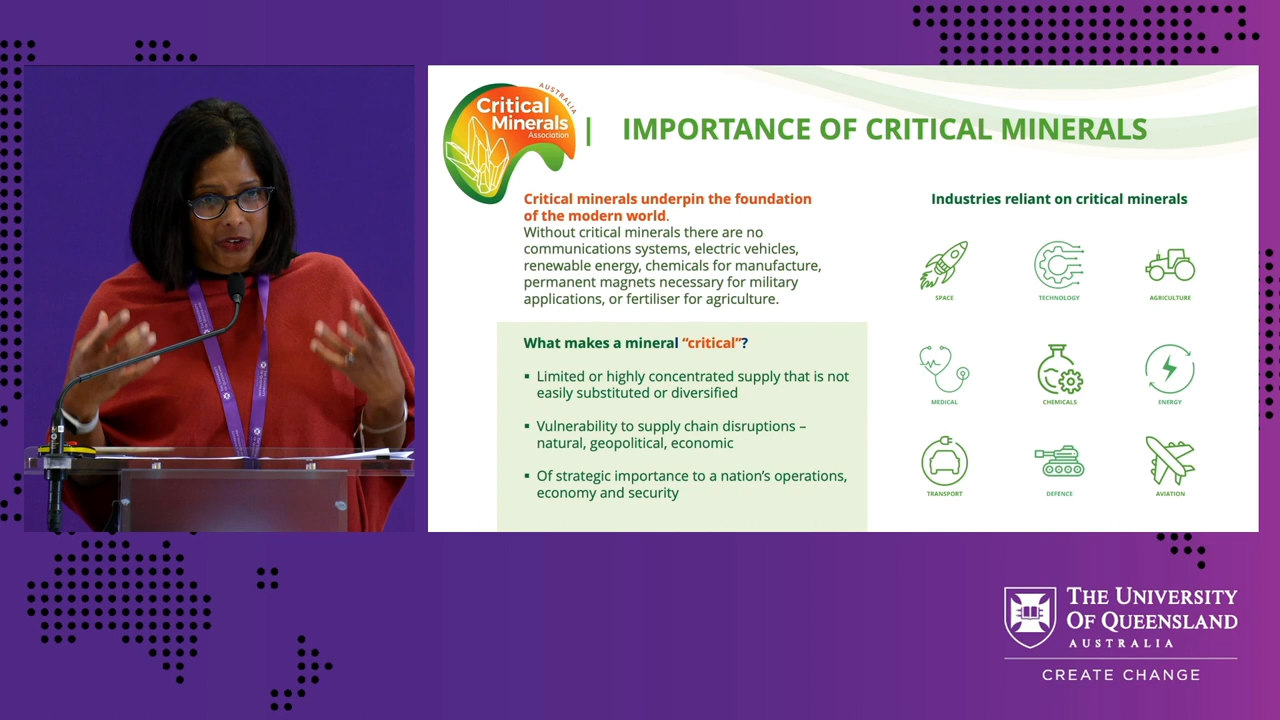 AUSTRALIA
Critical
Minerals
Association
IMPORTANCE OF CRITICAL MINERALS
Critical minerals underpin the foundation
of the modern world.
Without critical minerals there are no
communications systems, electric vehicles,
renewable energy, chemicals for manufacture,
permanent magnets necessary for military
applications, or fertiliser for agriculture.
What makes a mineral “critical”?
▪ Limited or highly concentrated supply that is not
easily substituted or diversified
▪ Vulnerability to supply chain disruptions –
natural, geopolitical, economic
▪ Of strategic importance to a nation’s operations,
economy and security
Industries reliant on critical minerals
SPACE
TECHNOLOGY
AGRICULTURE
MEDICAL
CHEMICALS
ENERGY
TRANSPORT
DEFENCE
AVIATION
THE UNIVERSITY
OF QUEENSLAND
AUSTRALIA
CREATE CHANGE